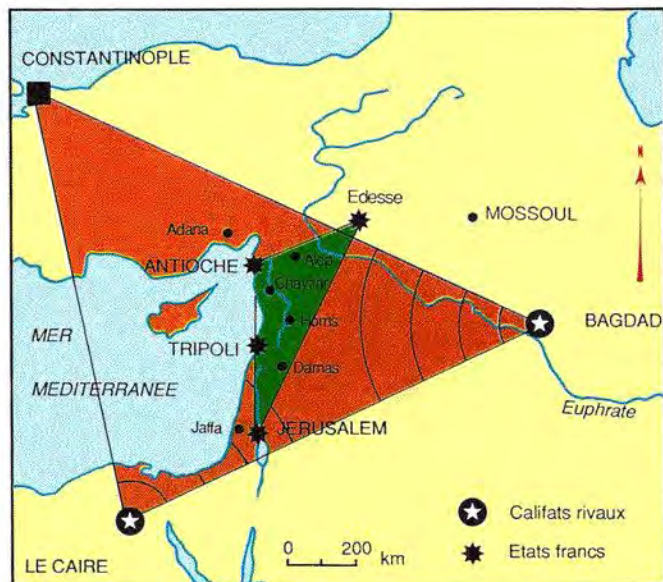 CONSTANTINOPLE
Edesse
MOSSOUL
Adana
Alep
ANTIOCHE
Chayzar
Homs
BAGDAD
MER
TRIPOLI
MEDITERRANEE
Damas
Euphrate
Jaffa
JERUSALEM
Califats rivaux
Etats francs
LE CAIRE
0 200
km